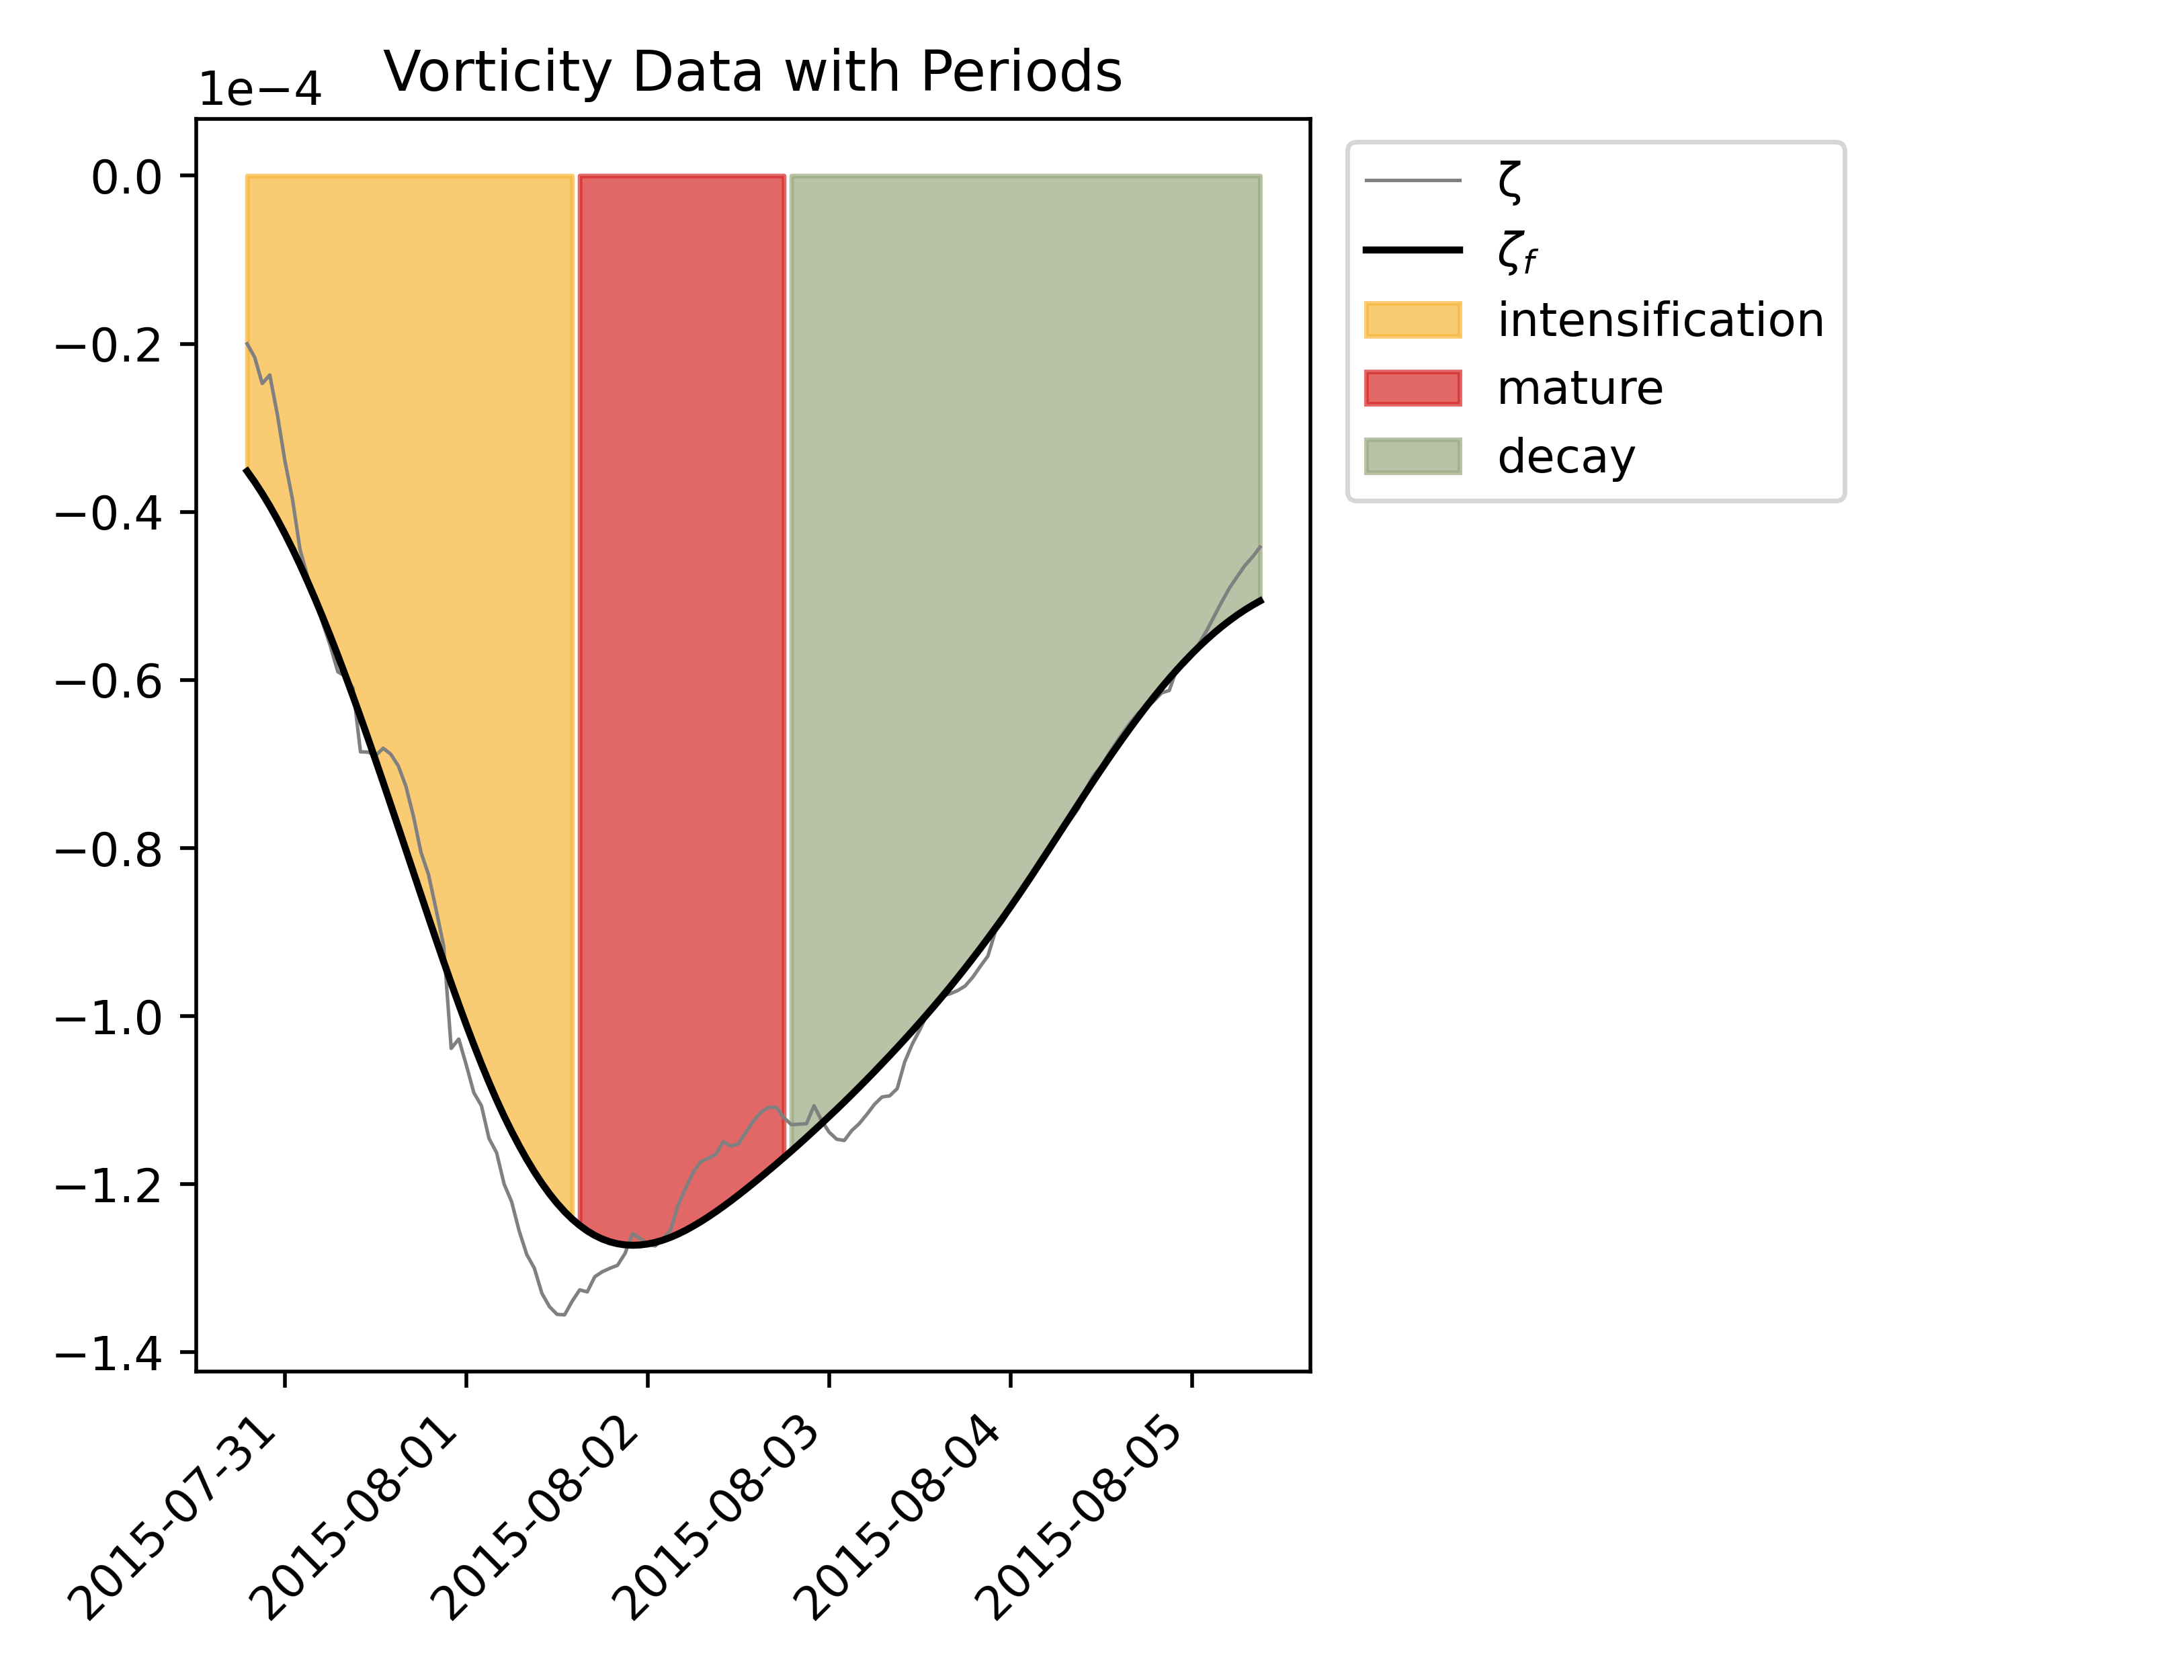 Vorticity Data with Periods
1e−4
0.0
−0.2
−0.4
−0.6
−0.8
−1.0
−1.2
−1.4
2015-07-31
2015-08-01
2015-08-02
2015-08-03
2015-08-04
2015-08-05
ζ
ζf
intensification
mature
decay